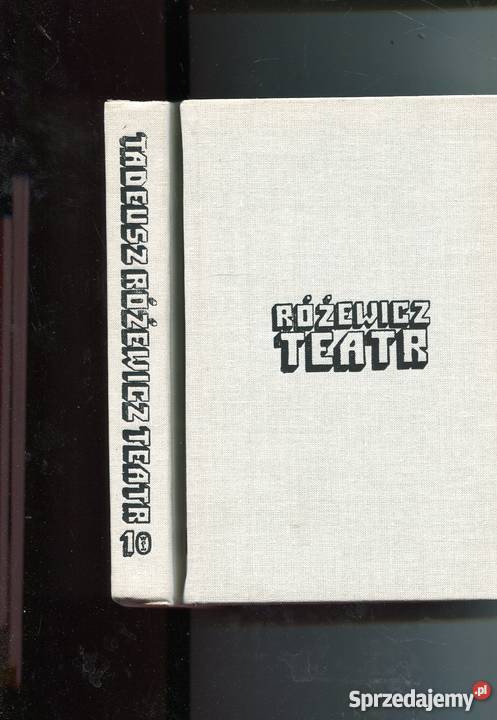 TADEUSZ RÓŻEWICZ TEATR
1
RÓŻEWICZ
TEATR
Sprzedajemy.pl